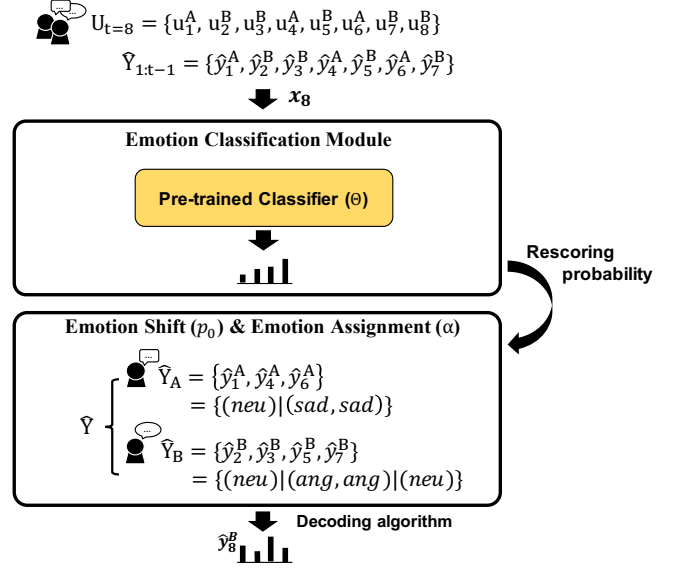 U_{t=8} = {u_1^A, u_2^B, u_3^B, u_4^A, u_5^B, u_6^A, u_7^B, u_8^B}
Ŷ_{1:t−1} = {ŷ_1^A, ŷ_2^B, ŷ_3^B, ŷ_4^A, ŷ_5^B, ŷ_6^A, ŷ_7^B}
x_8
Emotion Classification Module
Pre-trained Classifier (Θ)
Rescoring
probability
Emotion Shift (p_0) & Emotion Assignment (α)
Ŷ
Ŷ_A = {ŷ_1^A, ŷ_4^A, ŷ_6^A}
= {(neu)|(sad, sad)}
Ŷ_B = {ŷ_2^B, ŷ_3^B, ŷ_5^B, ŷ_7^B}
= {(neu)|(ang, ang)|(neu)}
Decoding algorithm
ŷ_8^B